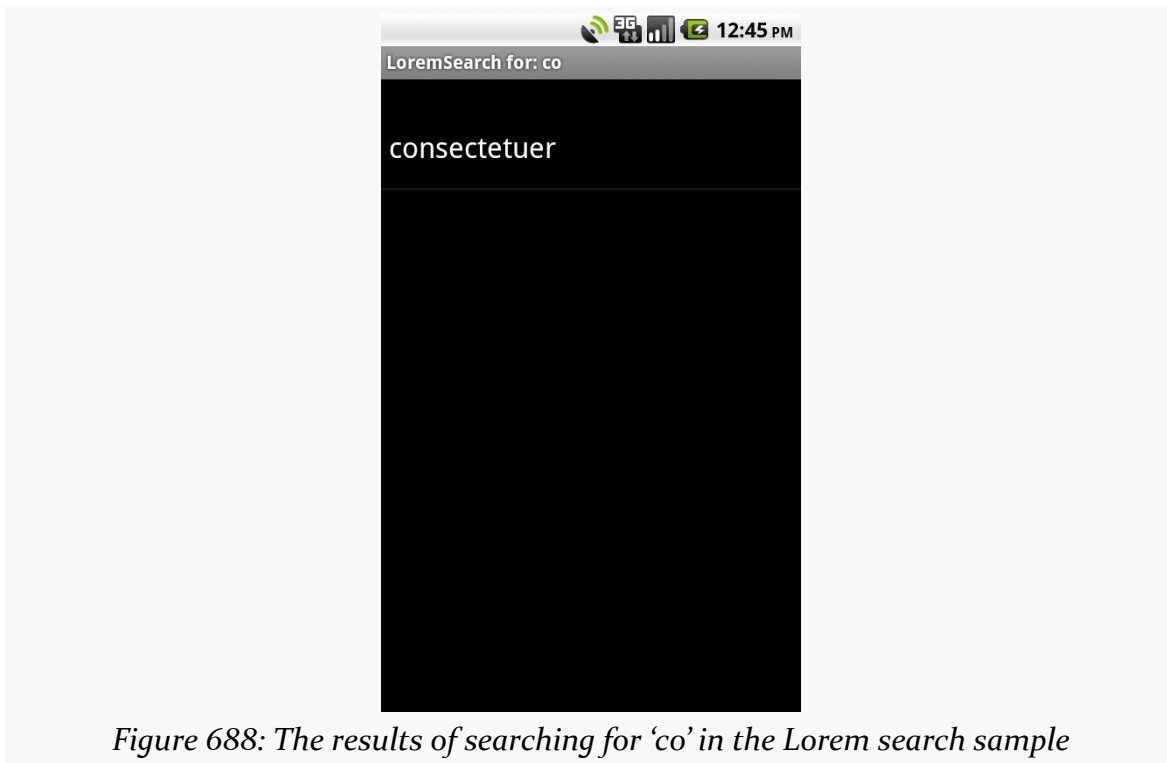 3G 12:45 PM
LoremSearch for: co
consectetuer
Figure 688: The results of searching for ‘co’ in the Lorem search sample